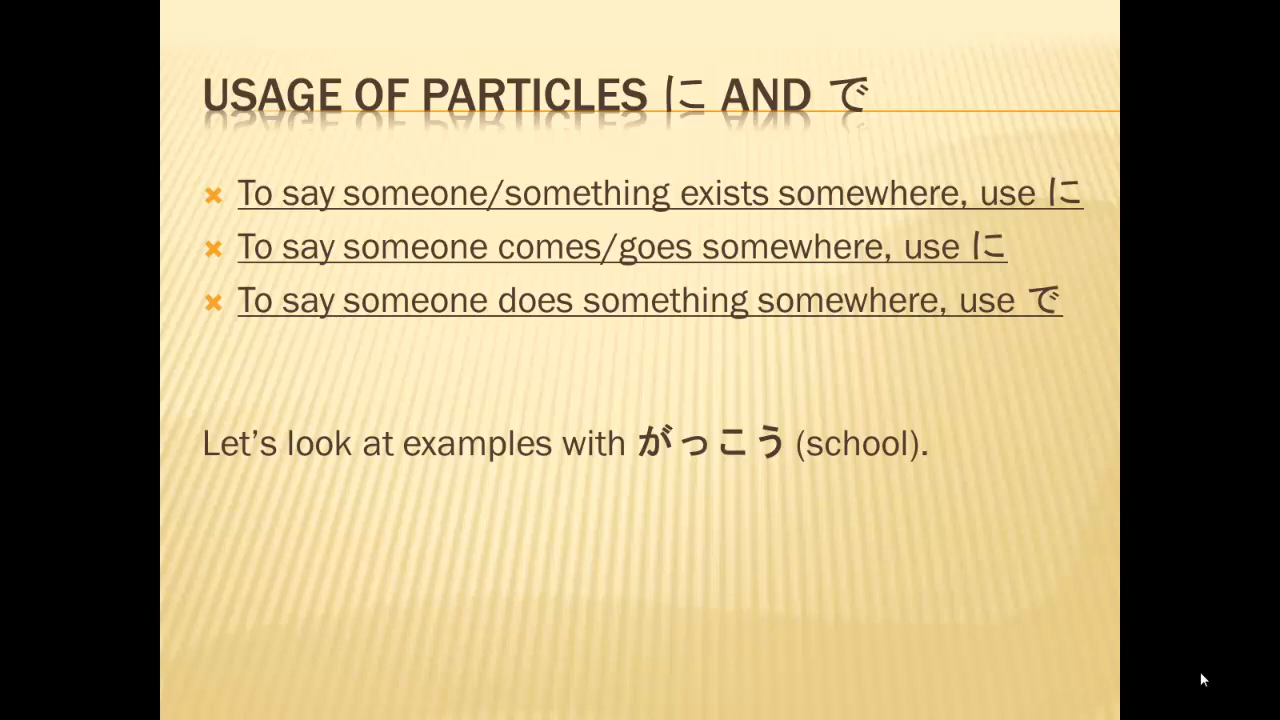 USAGE OF PARTICLES に AND で
To say someone/something exists somewhere, use に
To say someone comes/goes somewhere, use に
To say someone does something somewhere, use で
Let's look at examples with がっこう (school).